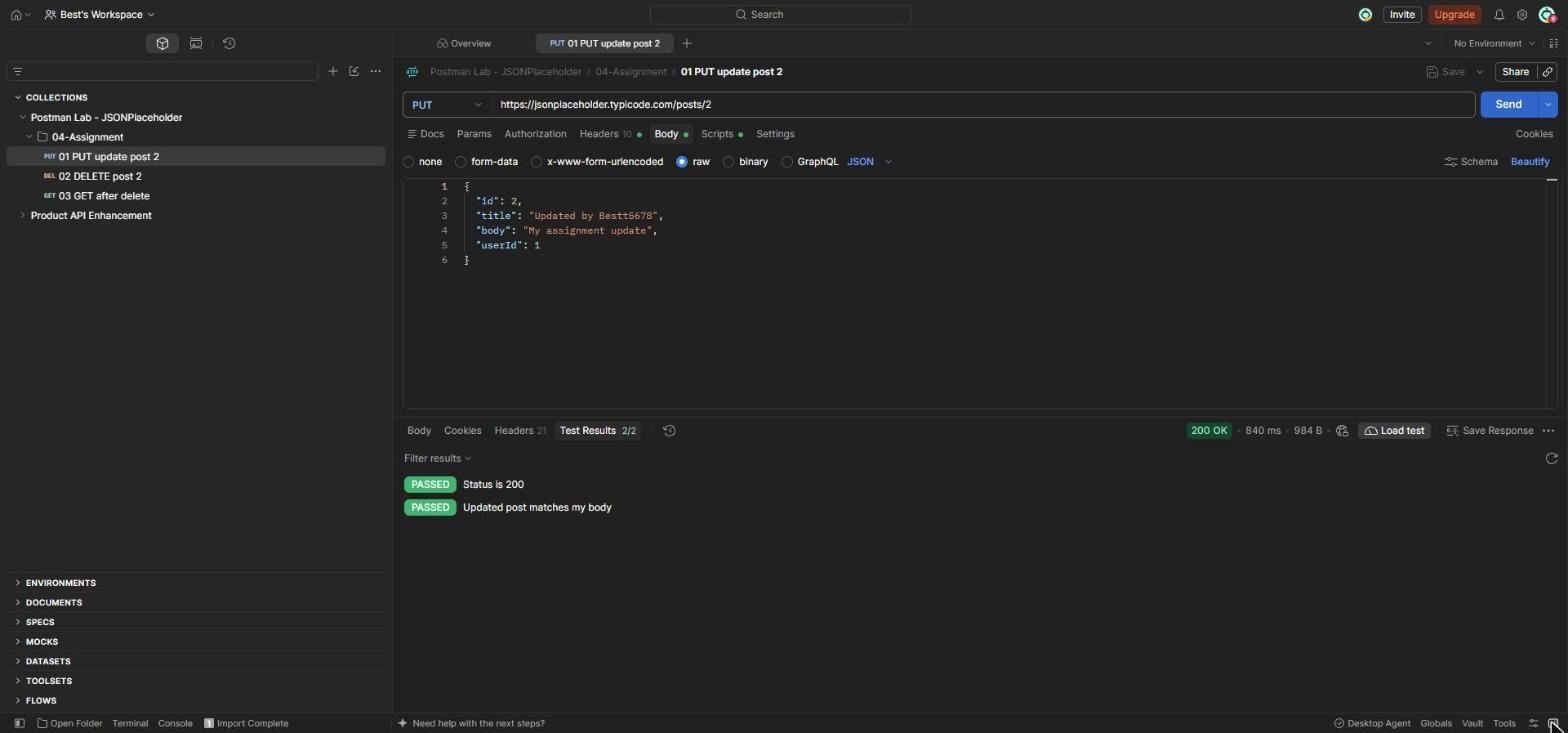 Best's Workspace
Search
Invite
Upgrade
Overview
PUT 01 PUT update post 2
No Environment
COLLECTIONS
Postman Lab - JSONPlaceholder
04-Assignment
PUT 01 PUT update post 2
DEL 02 DELETE post 2
GET 03 GET after delete
Product API Enhancement
ENVIRONMENTS
DOCUMENTS
SPECS
MOCKS
DATASETS
TOOLSETS
FLOWS
HTTP Postman Lab - JSONPlaceholder > 04-Assignment > 01 PUT update post 2
Save
Share
PUT
https://jsonplaceholder.typicode.com/posts/2
Send
Docs Params Authorization Headers 10 Body Scripts Settings
Cookies
none form-data x-www-form-urlencoded raw binary GraphQL JSON
Schema Beautify
1 {
2 "id": 2,
3 "title": "Updated by Bestt5678",
4 "body": "My assignment update",
5 "userId": 1
6 }
Body Cookies Headers 21 Test Results 2/2
200 OK • 840 ms • 984 B
Load test
Save Response
Filter results
PASSED Status is 200
PASSED Updated post matches my body
Open Folder Terminal Console 1 Import Complete
Need help with the next steps?
Desktop Agent Globals Vault Tools